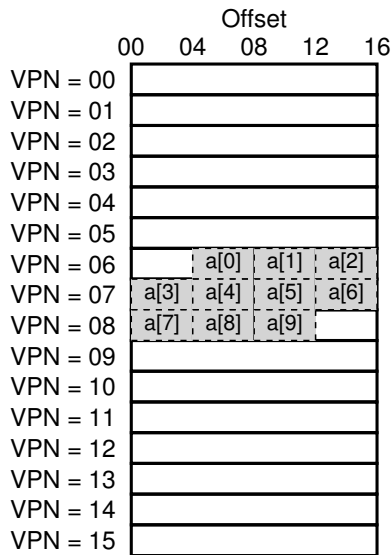 Offset
00 04 08 12 16
VPN = 00
VPN = 01
VPN = 02
VPN = 03
VPN = 04
VPN = 05
VPN = 06 a[0] a[1] a[2]
VPN = 07 a[3] a[4] a[5] a[6]
VPN = 08 a[7] a[8] a[9]
VPN = 09
VPN = 10
VPN = 11
VPN = 12
VPN = 13
VPN = 14
VPN = 15